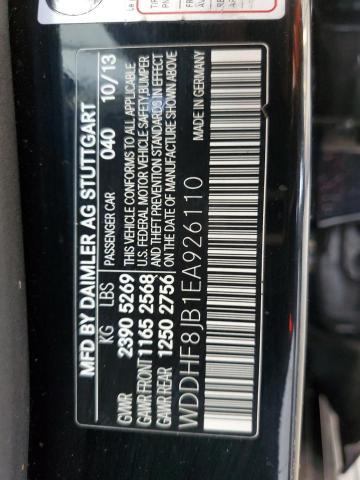 MFD BY DAIMLER AG STUTTGART
KG LBS PASSENGER CAR 040 10/13
GVWR 2390 5269 THIS VEHICLE CONFORMS TO ALL APPLICABLE
GAWR FRONT 1165 2568 U.S. FEDERAL MOTOR VEHICLE SAFETY, BUMPER
GAWR REAR 1250 2756 AND THEFT PREVENTION STANDARDS IN EFFECT
ON THE DATE OF MANUFACTURE SHOWN ABOVE
MADE IN GERMANY
WDDHF8JB1EA926110